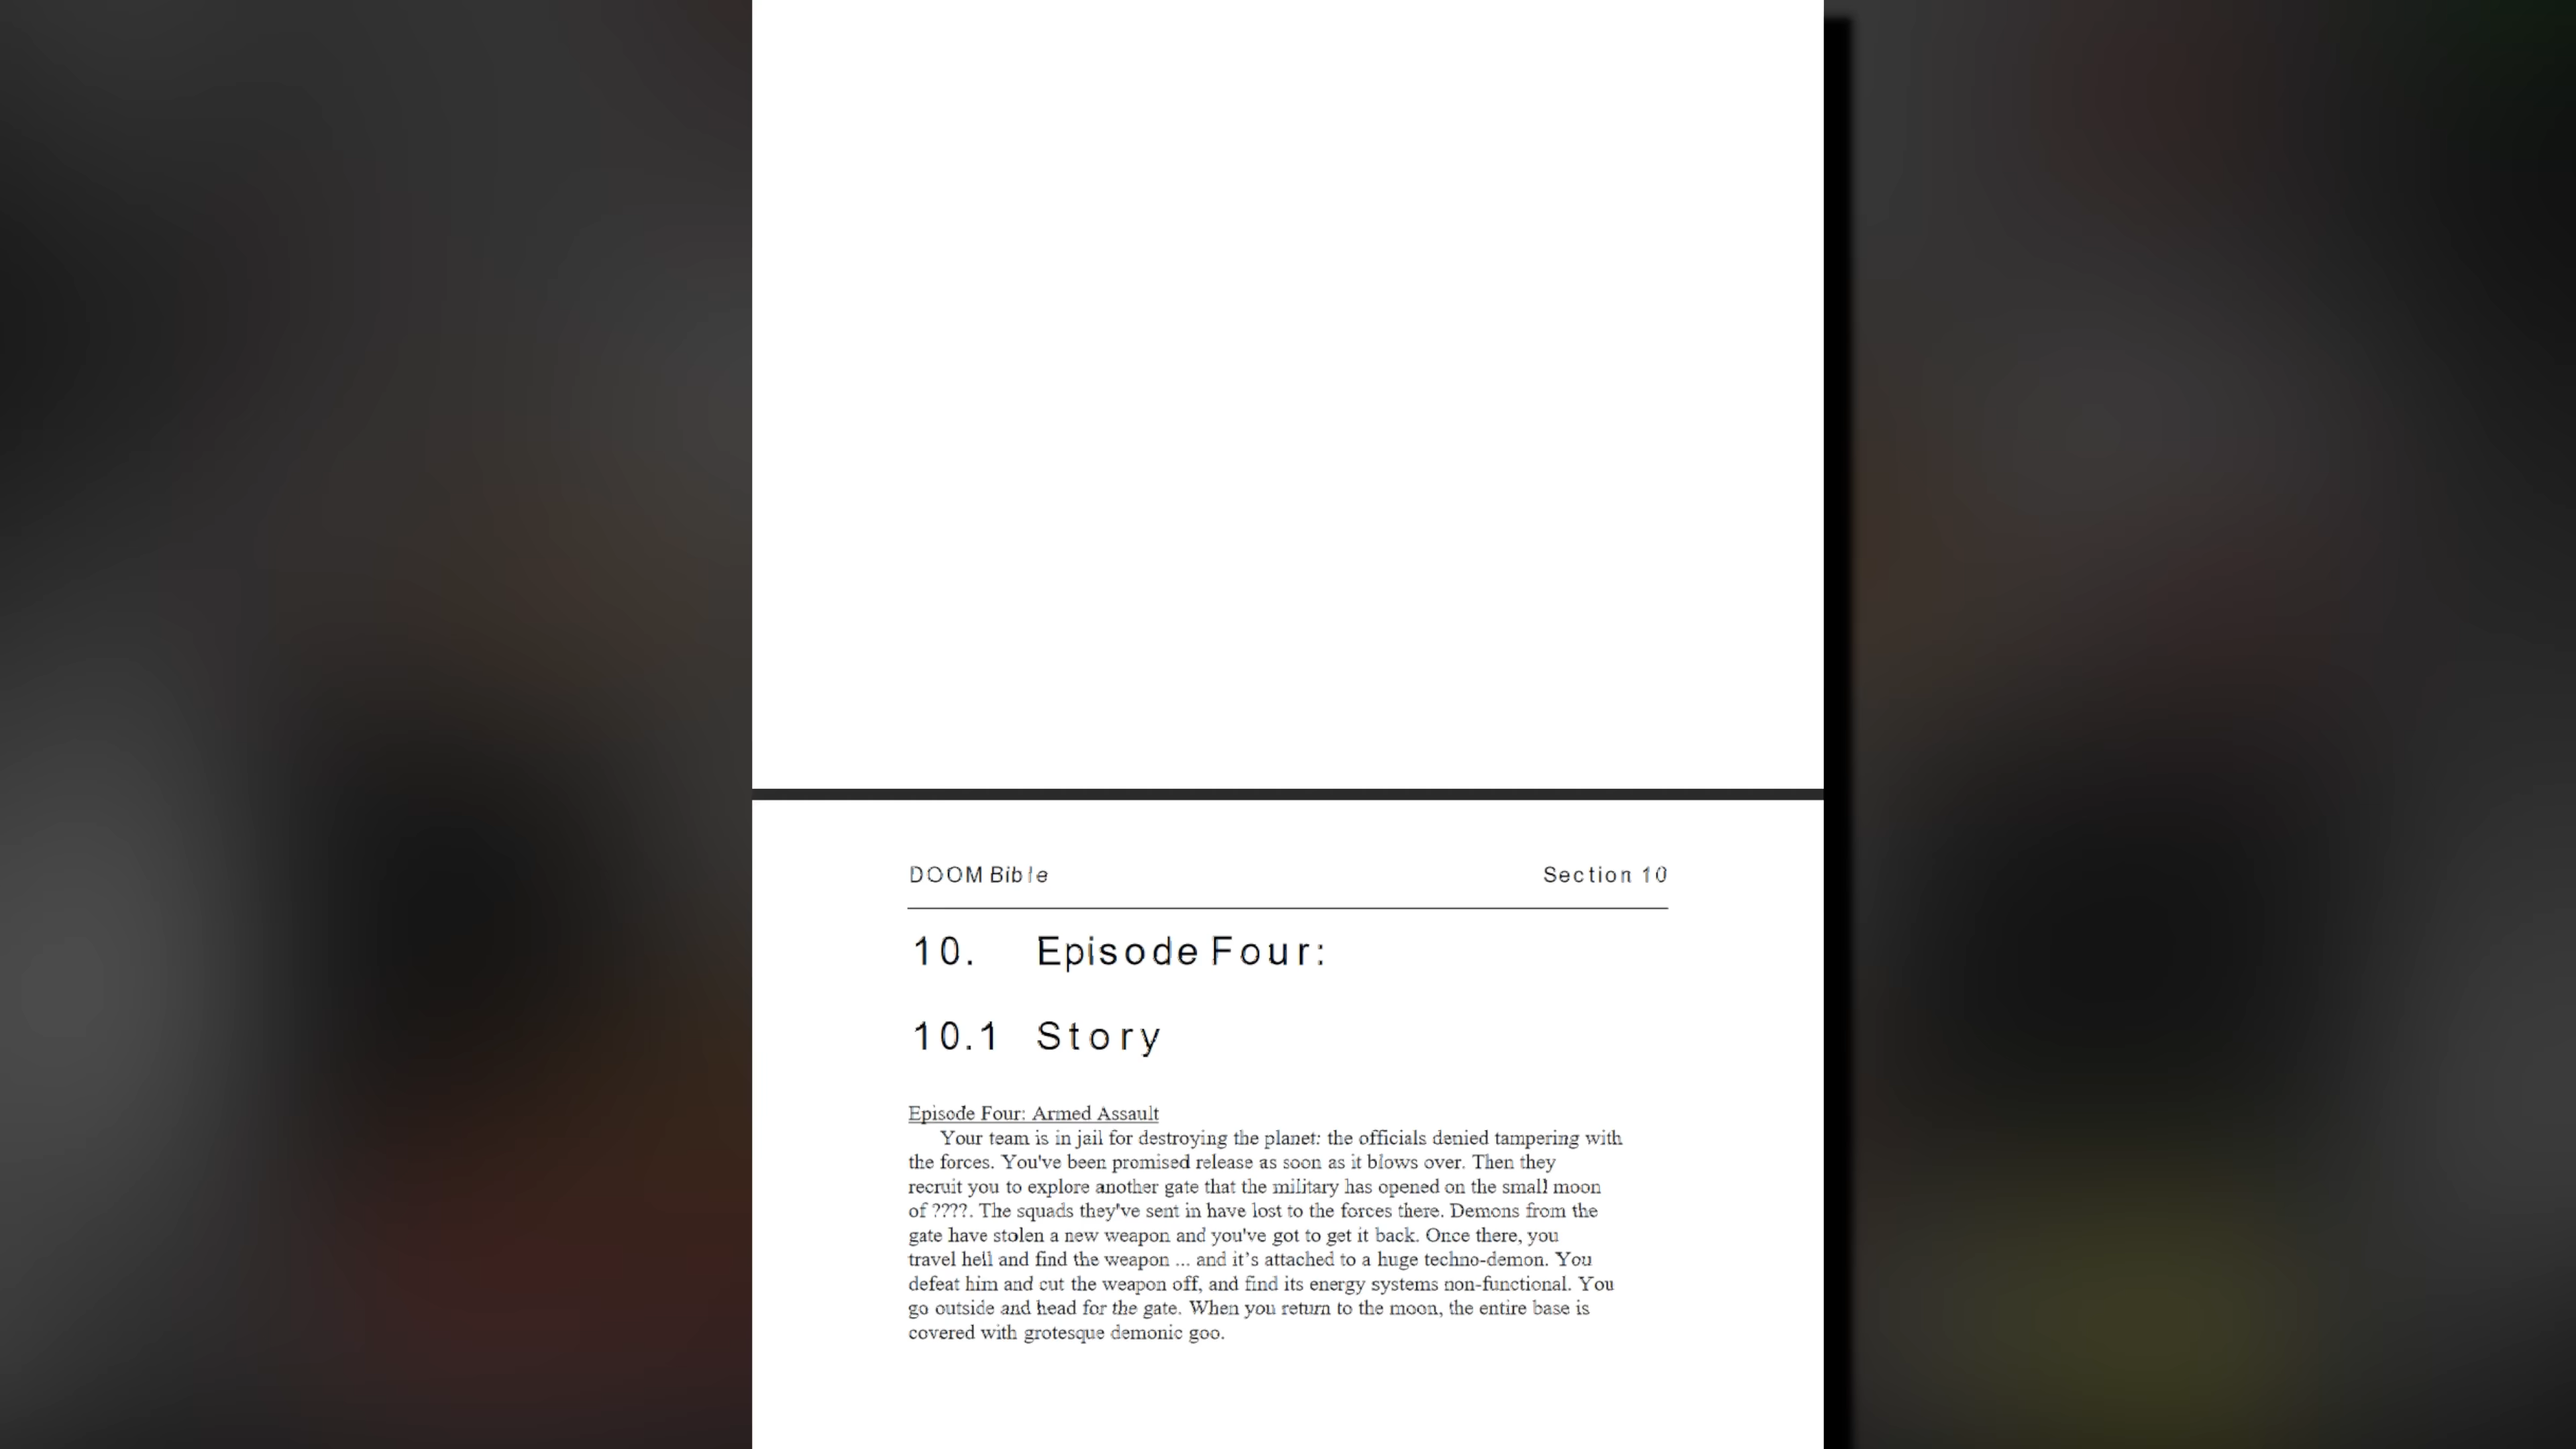 DOOM Bible Section 10
10. Episode Four:
10.1 Story
Episode Four: Armed Assault
Your team is in jail for destroying the planet: the officials denied tampering with
the forces. You've been promised release as soon as it blows over. Then they
recruit you to explore another gate that the military has opened on the small moon
of ????. The squads they've sent in have lost to the forces there. Demons from the
gate have stolen a new weapon and you've got to get it back. Once there, you
travel hell and find the weapon ... and it’s attached to a huge techno-demon. You
defeat him and cut the weapon off, and find its energy systems non-functional. You
go outside and head for the gate. When you return to the moon, the entire base is
covered with grotesque demonic goo.